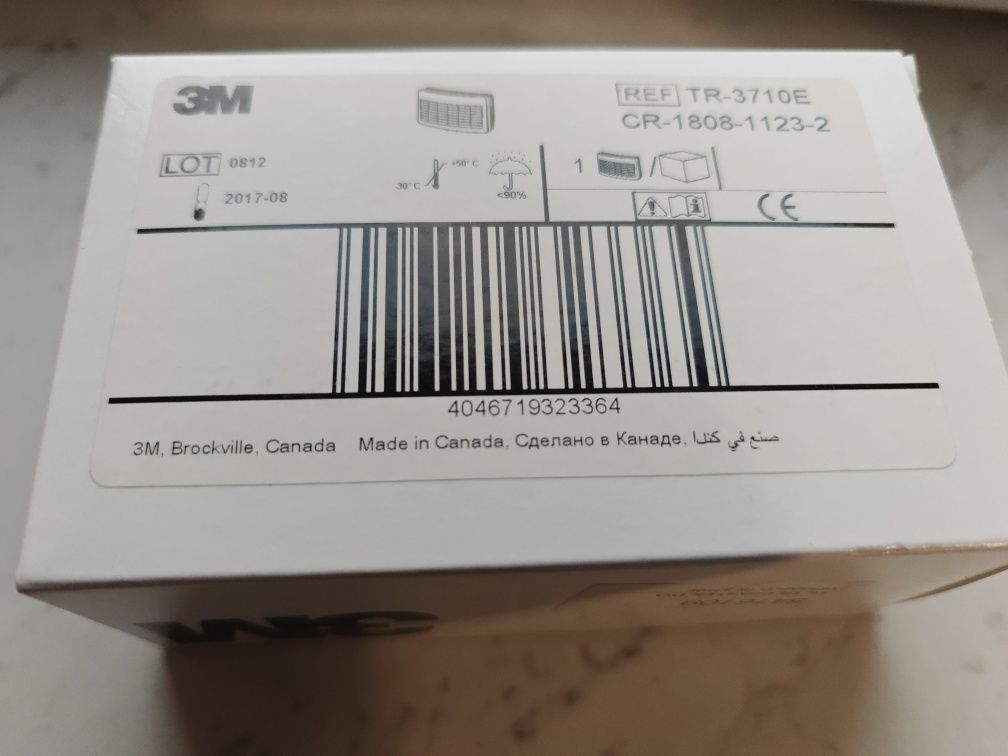 3M
REF TR-3710E
CR-1808-1123-2
LOT 0812
2017-08
-30° C
+50° C
<90%
1
CE
4046719323364
3M, Brockville, Canada Made in Canada, Сделано в Канаде, صنع في كندا
3M